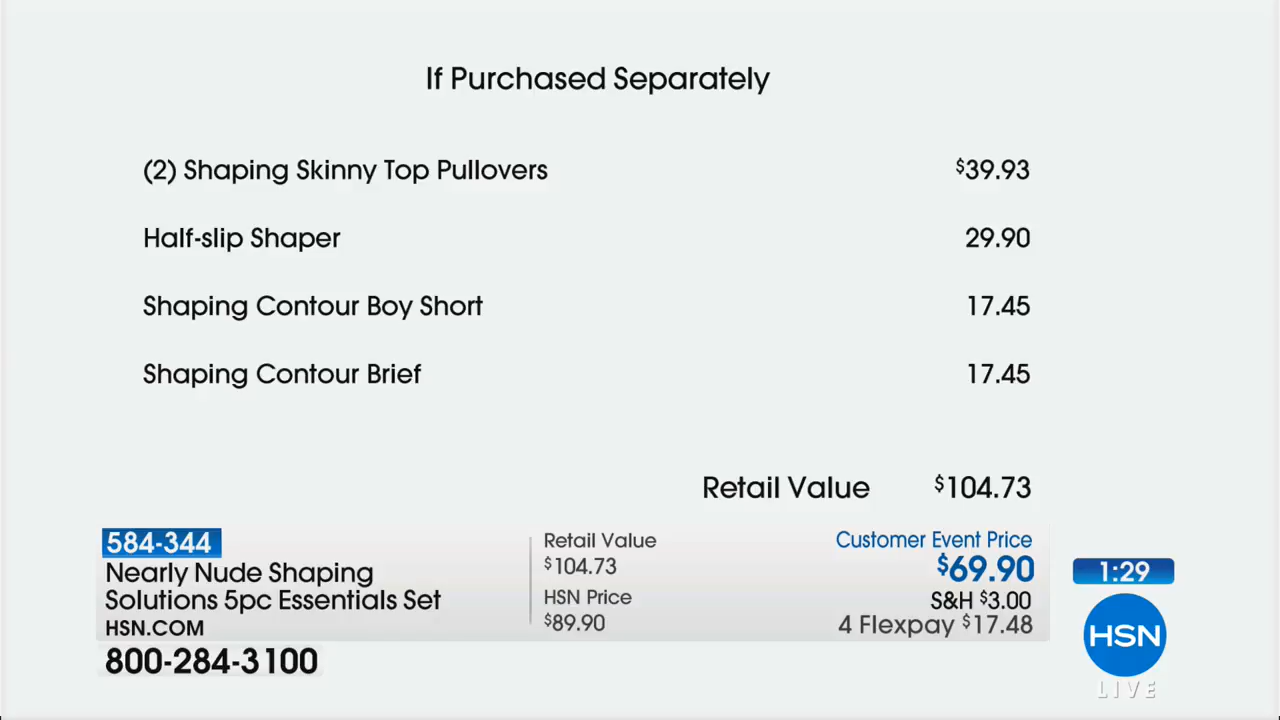 If Purchased Separately
(2) Shaping Skinny Top Pullovers $39.93
Half-slip Shaper 29.90
Shaping Contour Boy Short 17.45
Shaping Contour Brief 17.45
Retail Value $104.73
584-344
Nearly Nude Shaping
Solutions 5pc Essentials Set
HSN.COM
800-284-3100
Retail Value
$104.73
HSN Price
$89.90
Customer Event Price
$69.90
S&H $3.00
4 Flexpay $17.48
1:29
HSN
LIVE